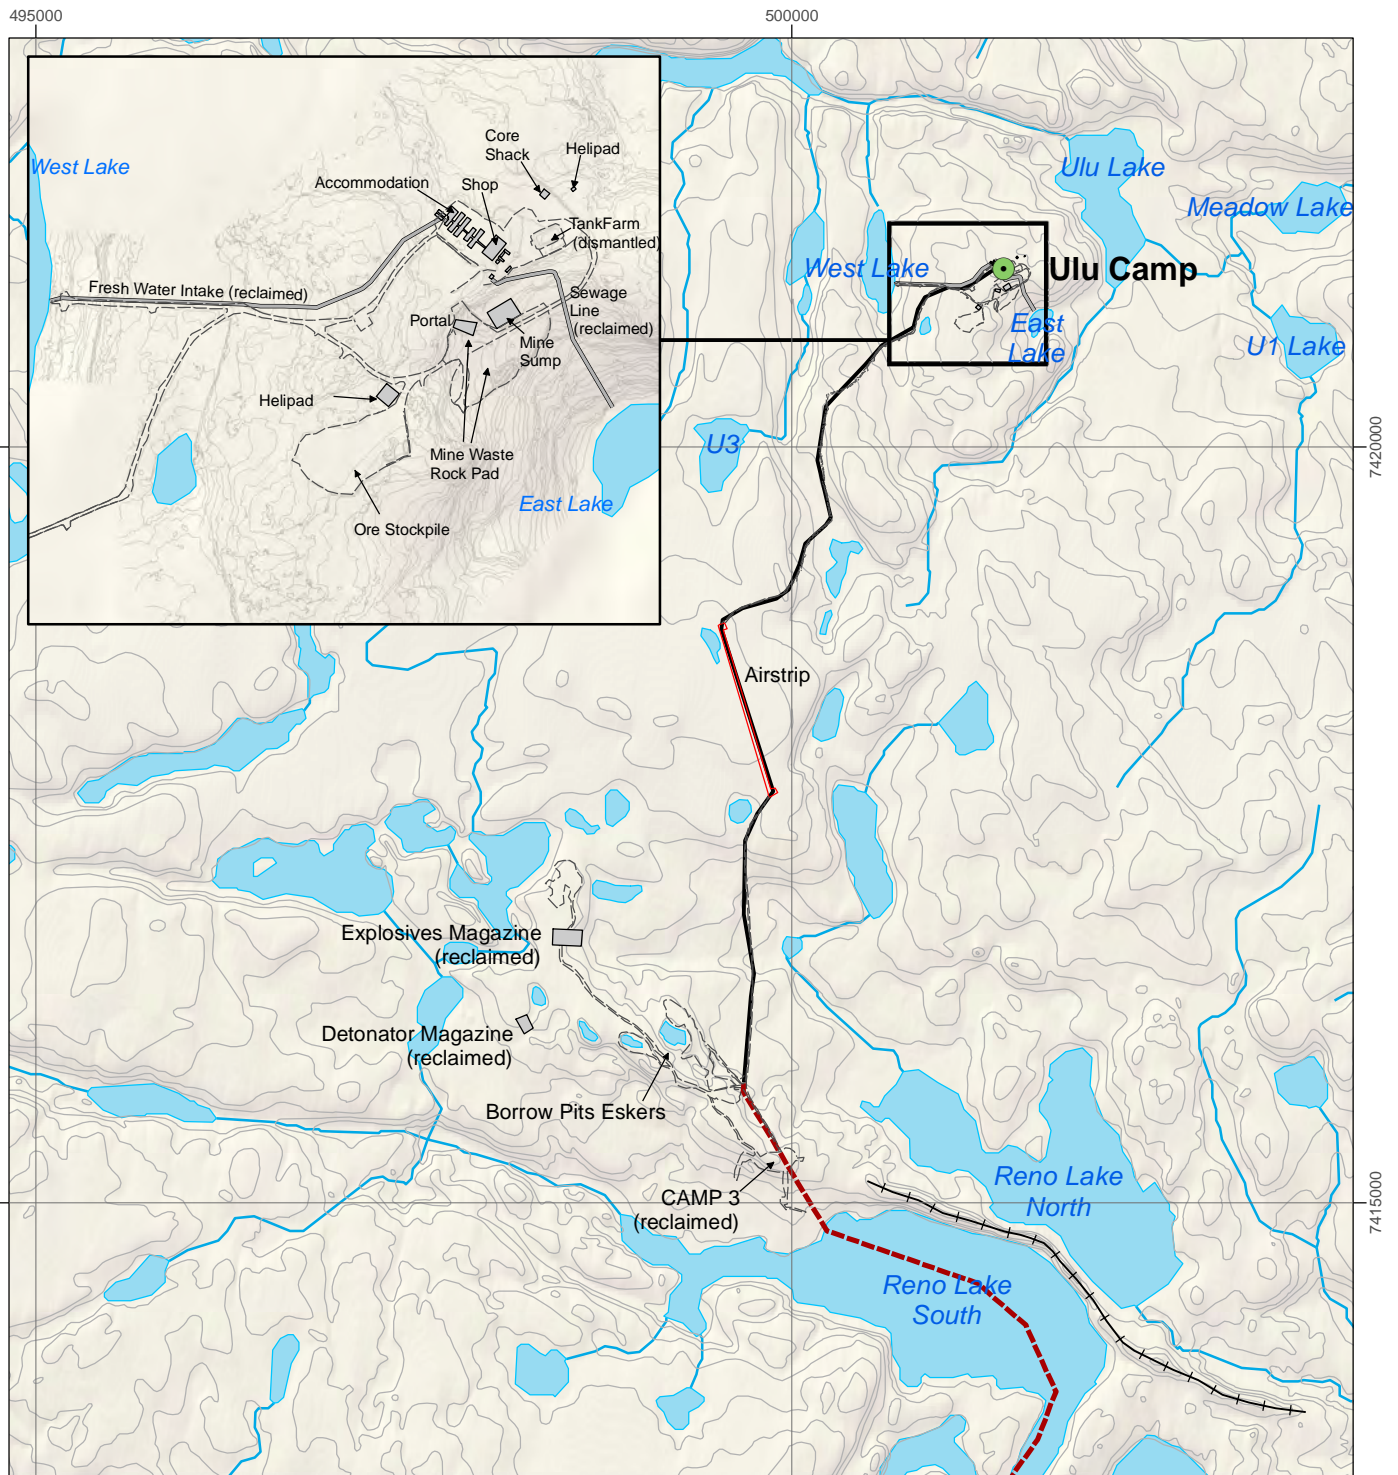 495000
500000
West Lake
Core
Shack
Helipad
Accommodation
Shop
TankFarm
(dismantled)
Fresh Water Intake (reclaimed)
Sewage
Line
(reclaimed)
Portal
Mine
Sump
Helipad
Mine Waste
Rock Pad
Ore Stockpile
East Lake
Ulu Lake
Meadow Lake
West Lake
Ulu Camp
East
Lake
U1 Lake
U3
7420000
Airstrip
Explosives Magazine
(reclaimed)
Detonator Magazine
(reclaimed)
Borrow Pits Eskers
CAMP 3
(reclaimed)
Reno Lake
North
7415000
Reno Lake
South